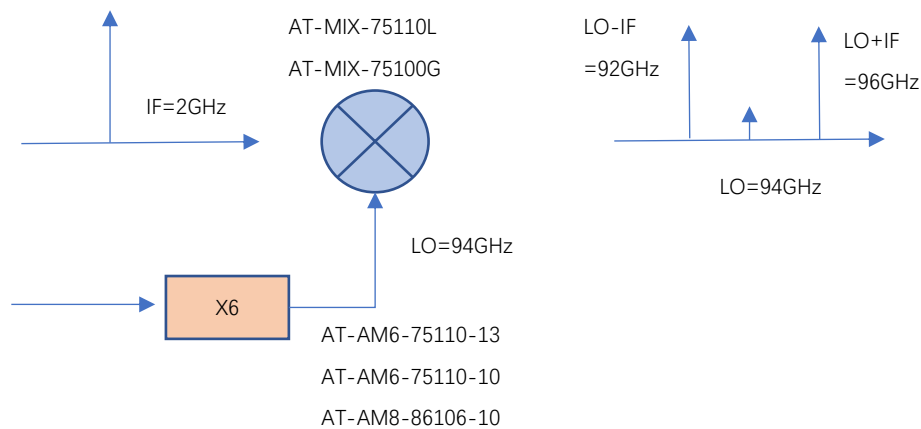 AT-MIX-75110L
AT-MIX-75100G
IF=2GHz
LO-IF
=92GHz
LO+IF
=96GHz
LO=94GHz
LO=94GHz
X6
AT-AM6-75110-13
AT-AM6-75110-10
AT-AM8-86106-10